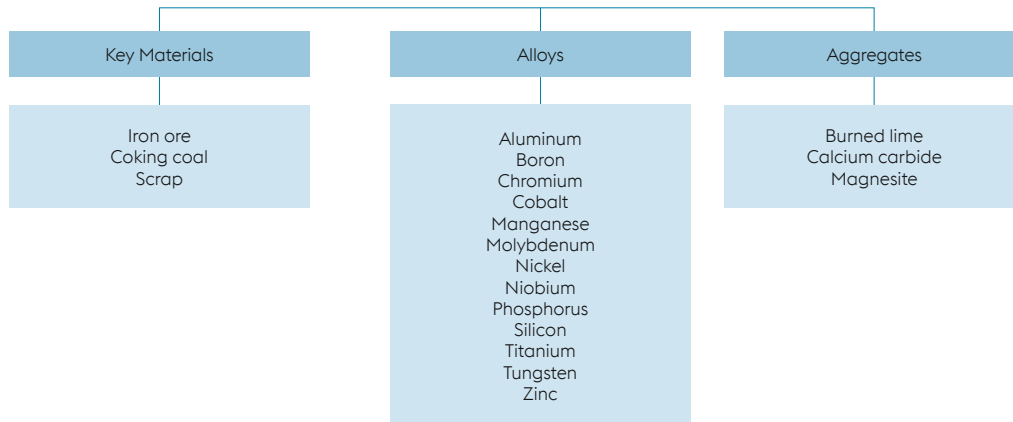 Key Materials
Iron ore
Coking coal
Scrap
Alloys
Aluminum
Boron
Chromium
Cobalt
Manganese
Molybdenum
Nickel
Niobium
Phosphorus
Silicon
Titanium
Tungsten
Zinc
Aggregates
Burned lime
Calcium carbide
Magnesite